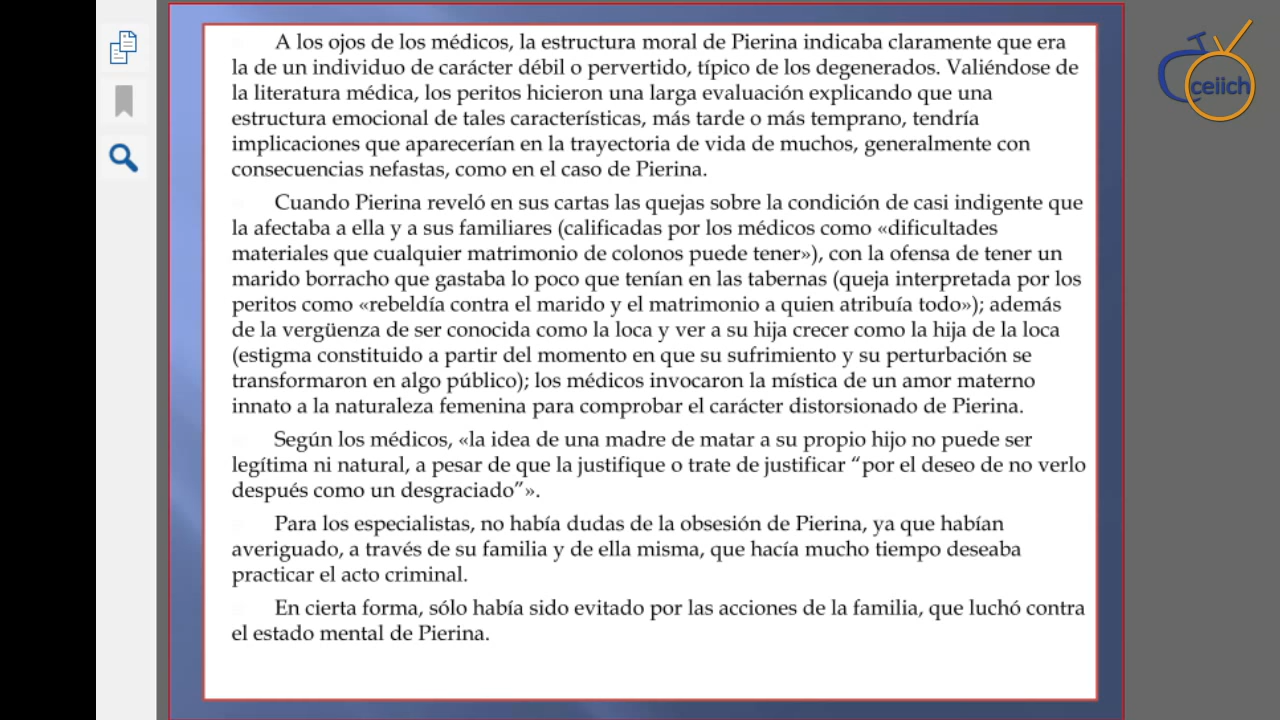 A los ojos de los médicos, la estructura moral de Pierina indicaba claramente que era
la de un individuo de carácter débil o pervertido, típico de los degenerados. Valiéndose de
la literatura médica, los peritos hicieron una larga evaluación explicando que una
estructura emocional de tales características, más tarde o más temprano, tendría
implicaciones que aparecerían en la trayectoria de vida de muchos, generalmente con
consecuencias nefastas, como en el caso de Pierina.
Cuando Pierina reveló en sus cartas las quejas sobre la condición de casi indigente que
la afectaba a ella y a sus familiares (calificadas por los médicos como «dificultades
materiales que cualquier matrimonio de colonos puede tener»), con la ofensa de tener un
marido borracho que gastaba lo poco que tenían en las tabernas (queja interpretada por los
peritos como «rebeldía contra el marido y el matrimonio a quien atribuía todo»); además
de la vergüenza de ser conocida como la loca y ver a su hija crecer como la hija de la loca
(estigma constituido a partir del momento en que su sufrimiento y su perturbación se
transformaron en algo público); los médicos invocaron la mística de un amor materno
innato a la naturaleza femenina para comprobar el carácter distorsionado de Pierina.
Según los médicos, «la idea de una madre de matar a su propio hijo no puede ser
legítima ni natural, a pesar de que la justifique o trate de justificar “por el deseo de no verlo
después como un desgraciado”».
Para los especialistas, no había dudas de la obsesión de Pierina, ya que habían
averiguado, a través de su familia y de ella misma, que hacía mucho tiempo deseaba
practicar el acto criminal.
En cierta forma, sólo había sido evitado por las acciones de la familia, que luchó contra
el estado mental de Pierina.
ceiich